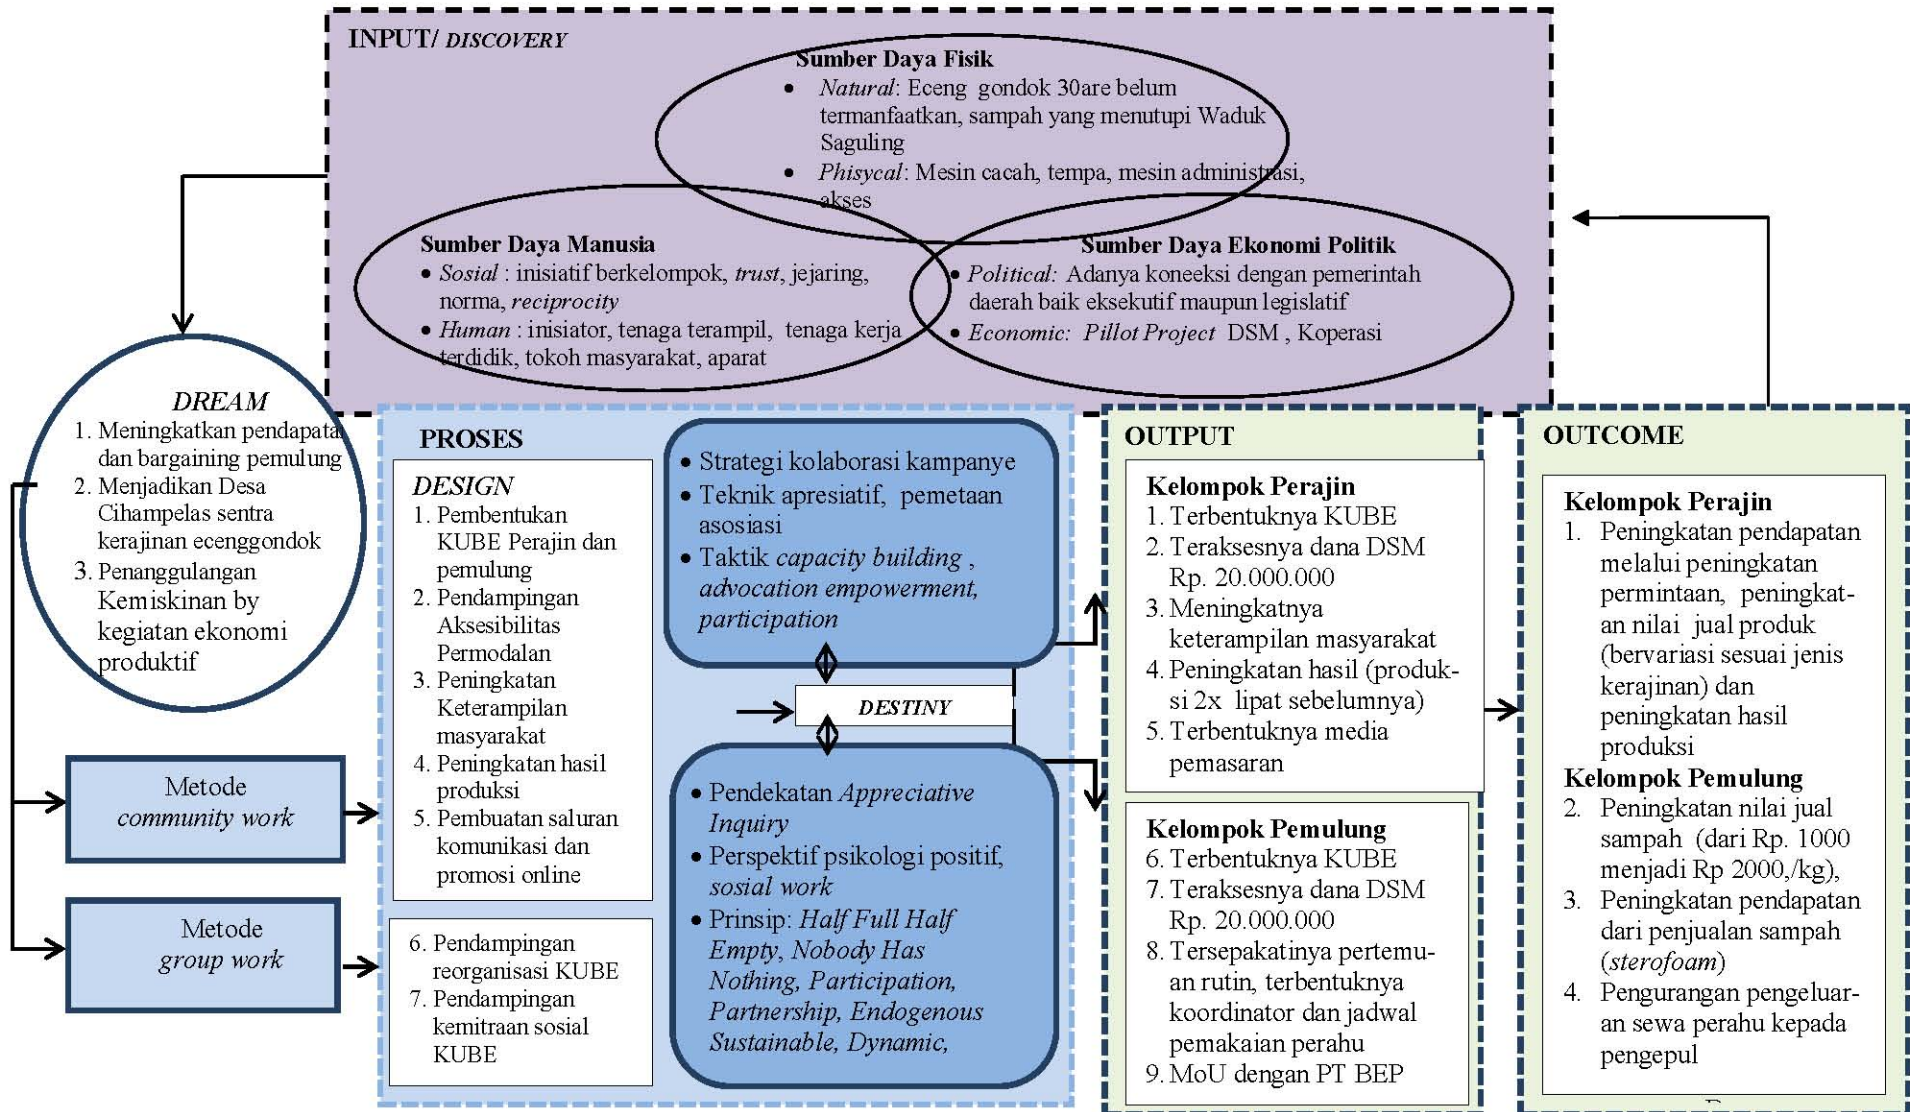 INPUT/ DISCOVERY
Sumber Daya Fisik
• Natural: Eceng gondok 30are belum
termanfaatkan, sampah yang menutupi Waduk
Saguling
• Phisycal: Mesin cacah, tempa, mesin administrasi,
akses
Sumber Daya Manusia
• Sosial : inisiatif berkelompok, trust, jejaring,
norma, reciprocity
• Human : inisiator, tenaga terampil, tenaga kerja
terdidik, tokoh masyarakat, aparat
Sumber Daya Ekonomi Politik
• Political: Adanya koneeksi dengan pemerintah
daerah baik eksekutif maupun legislatif
• Economic: Pillot Project DSM , Koperasi
DREAM
1. Meningkatkan pendapata
dan bargaining pemulung
2. Menjadikan Desa
Cihampelas sentra
kerajinan ecenggondok
3. Penanggulangan
Kemiskinan by
kegiatan ekonomi
produktif
Metode
community work
Metode
group work
PROSES
DESIGN
1. Pembentukan
KUBE Perajin dan
pemulung
2. Pendampingan
Aksesibilitas
Permodalan
3. Peningkatan
Keterampilan
masyarakat
4. Peningkatan hasil
produksi
5. Pembuatan saluran
komunikasi dan
promosi online
6. Pendampingan
reorganisasi KUBE
7. Pendampingan
kemitraan sosial
KUBE
• Strategi kolaborasi kampanye
• Teknik apresiatif, pemetaan
asosiasi
• Taktik capacity building ,
advocation empowerment,
participation
DESTINY
• Pendekatan Appreciative
Inquiry
• Perspektif psikologi positif,
sosial work
• Prinsip: Half Full Half
Empty, Nobody Has
Nothing, Participation,
Partnership, Endogenous
Sustainable, Dynamic,
OUTPUT
Kelompok Perajin
1. Terbentuknya KUBE
2. Teraksesnya dana DSM
Rp. 20.000.000
3. Meningkatnya
keterampilan masyarakat
4. Peningkatan hasil (produk-
si 2x lipat sebelumnya)
5. Terbentuknya media
pemasaran
Kelompok Pemulung
6. Terbentuknya KUBE
7. Teraksesnya dana DSM
Rp. 20.000.000
8. Tersepakatinya pertemu-
an rutin, terbentuknya
koordinator dan jadwal
pemakaian perahu
9. MoU dengan PT BEP
OUTCOME
Kelompok Perajin
1. Peningkatan pendapatan
melalui peningkatan
permintaan, peningkat-
an nilai jual produk
(bervariasi sesuai jenis
kerajinan) dan
peningkatan hasil
produksi
Kelompok Pemulung
2. Peningkatan nilai jual
sampah (dari Rp. 1000
menjadi Rp 2000,/kg),
3. Peningkatan pendapatan
dari penjualan sampah
(sterofoam)
4. Pengurangan pengeluar-
an sewa perahu kepada
pengepul